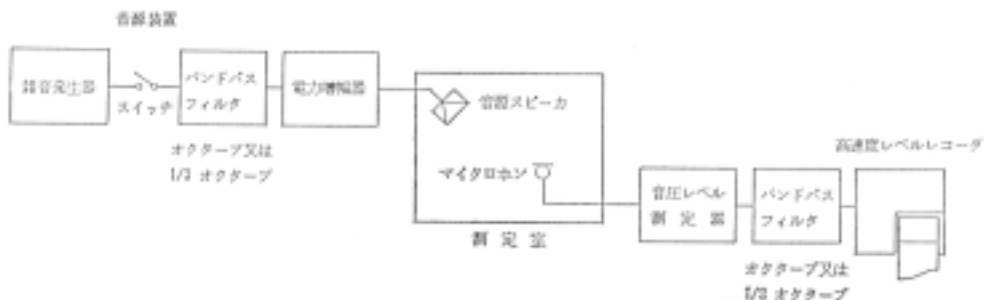 音源装置
雑音発生器
スイッチ
バンドパス
フィルタ
電力増幅器
オクターブ又は
1/3 オクターブ
音源スピーカ
マイクロホン
測 定 室
音圧レベル
測 定 器
バンドパス
フィルタ
高速度レベルレコーダ
オクターブ又は
1/3 オクターブ